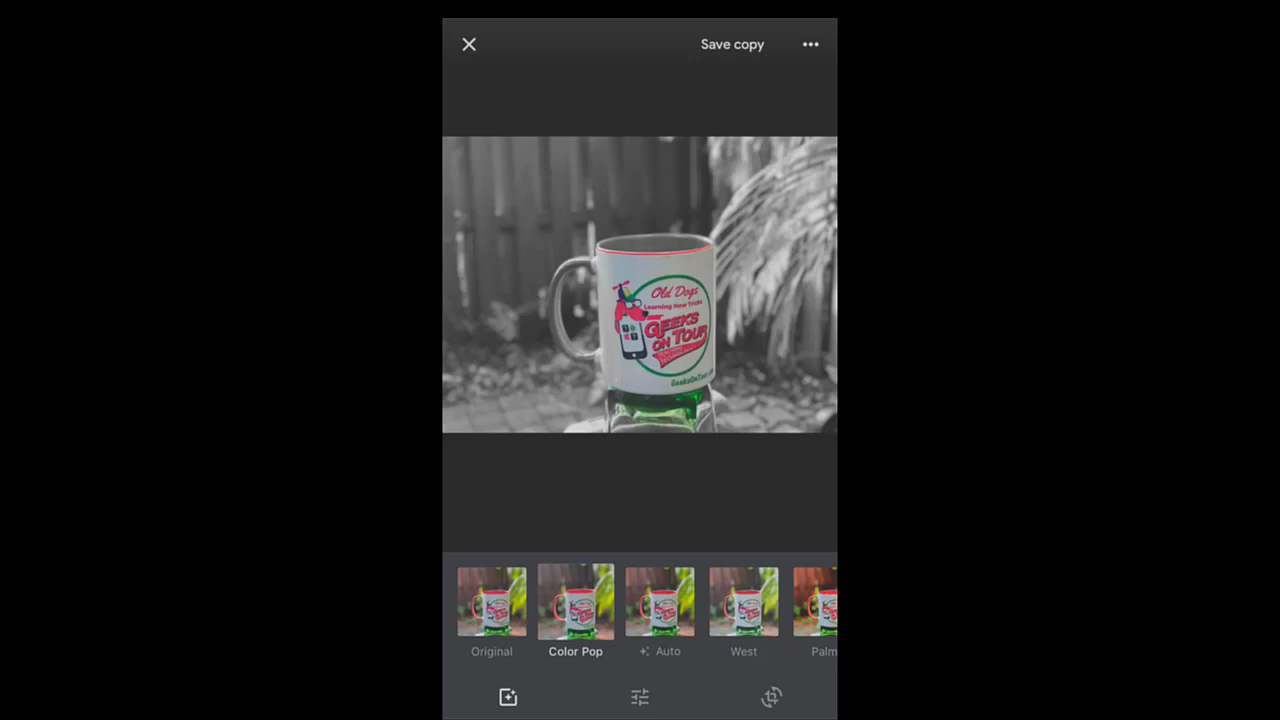 Save copy
Old Dogs
Learning New Tricks
GEEKS
ON TOUR
Original
Color Pop
Auto
West
Palm